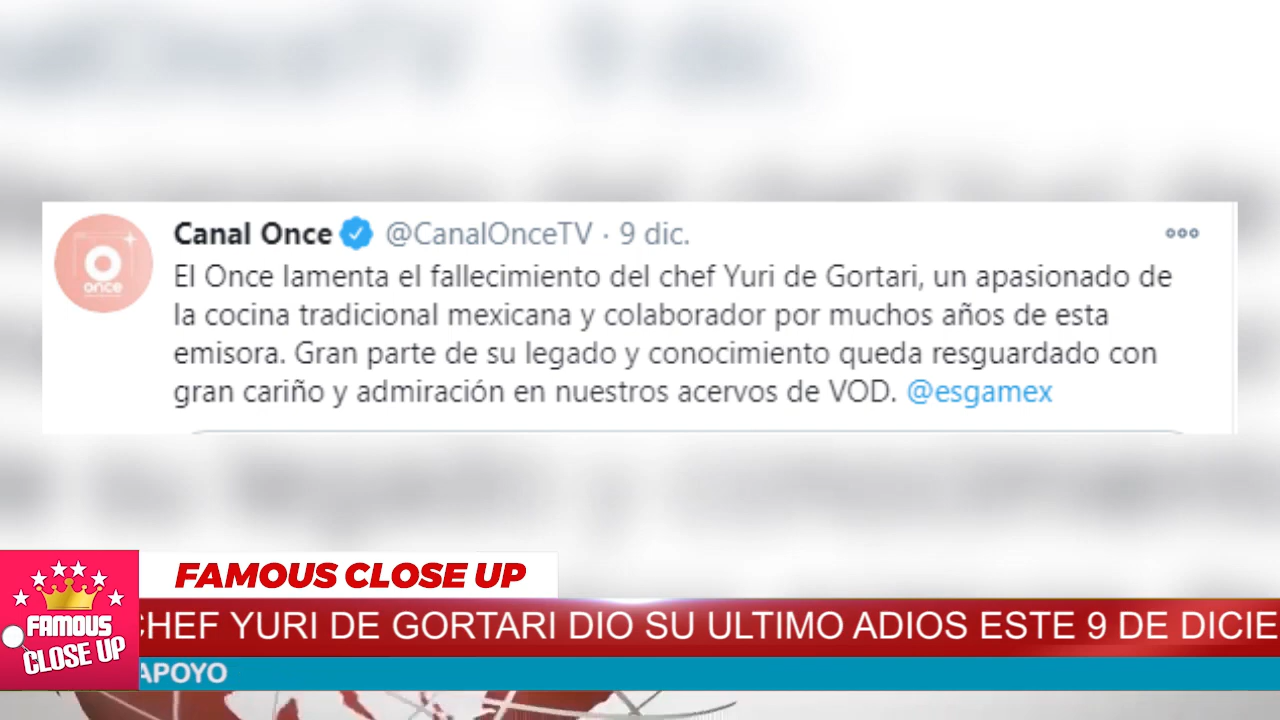 Canal Once @CanalOnceTV · 9 dic.
El Once lamenta el fallecimiento del chef Yuri de Gortari, un apasionado de
la cocina tradicional mexicana y colaborador por muchos años de esta
emisora. Gran parte de su legado y conocimiento queda resguardado con
gran cariño y admiración en nuestros acervos de VOD. @esgamex
once
FAMOUS CLOSE UP
FAMOUS
CLOSE UP
CHEF YURI DE GORTARI DIO SU ULTIMO ADIOS ESTE 9 DE DICIE
APOYO